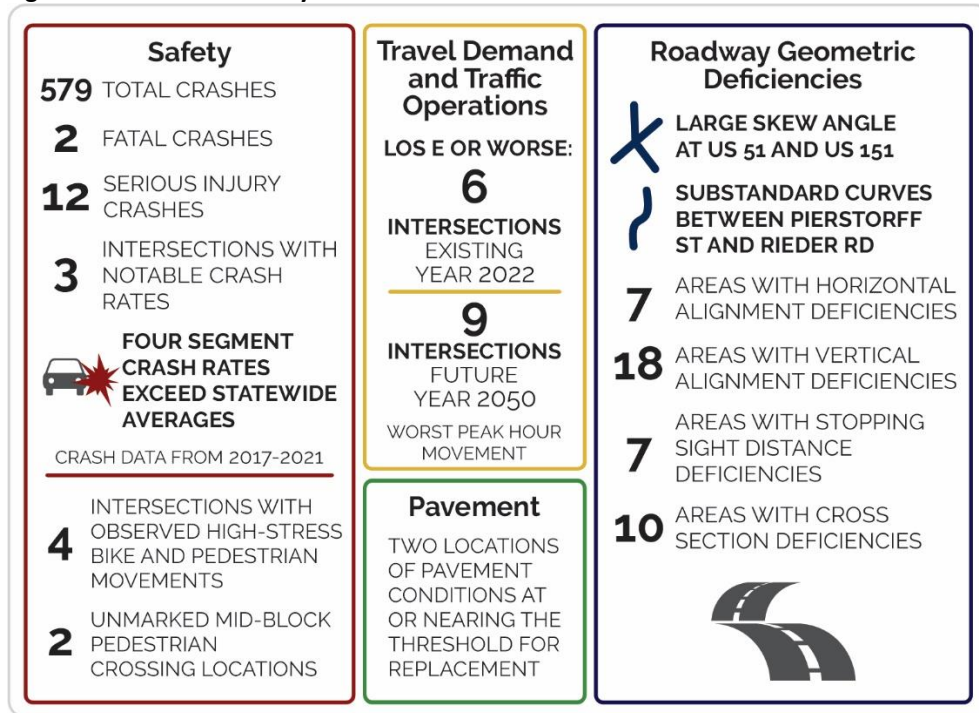 Safety
579 TOTAL CRASHES
2 FATAL CRASHES
12 SERIOUS INJURY
CRASHES
3 INTERSECTIONS WITH
NOTABLE CRASH
RATES
FOUR SEGMENT
CRASH RATES
EXCEED STATEWIDE
AVERAGES
CRASH DATA FROM 2017-2021
4 INTERSECTIONS WITH
OBSERVED HIGH-STRESS
BIKE AND PEDESTRIAN
MOVEMENTS
2 UNMARKED MID-BLOCK
PEDESTRIAN
CROSSING LOCATIONS
Travel Demand
and Traffic
Operations
LOS E OR WORSE:
6
INTERSECTIONS
EXISTING
YEAR 2022
9
INTERSECTIONS
FUTURE
YEAR 2050
WORST PEAK HOUR
MOVEMENT
Pavement
TWO LOCATIONS
OF PAVEMENT
CONDITIONS AT
OR NEARING THE
THRESHOLD FOR
REPLACEMENT
Roadway Geometric
Deficiencies
LARGE SKEW ANGLE
AT US 51 AND US 151
SUBSTANDARD CURVES
BETWEEN PIERSTORFF
ST AND RIEDER RD
7 AREAS WITH HORIZONTAL
ALIGNMENT DEFICIENCIES
18 AREAS WITH VERTICAL
ALIGNMENT DEFICIENCIES
7 AREAS WITH STOPPING
SIGHT DISTANCE
DEFICIENCIES
10 AREAS WITH CROSS
SECTION DEFICIENCIES